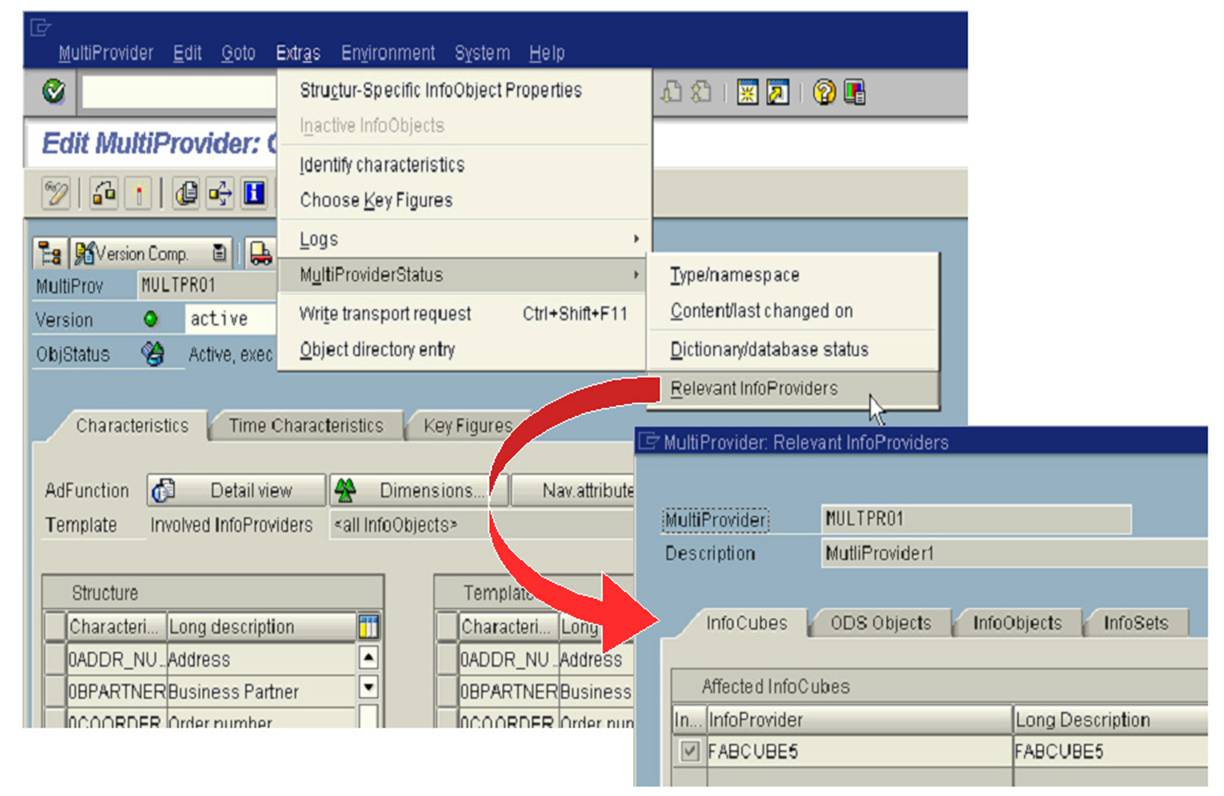 MultiProvider Edit Goto Extras Environment System Help
Structur-Specific InfoObject Properties
Inactive InfoObjects
Edit MultiProvider:
Identify characteristics
Choose Key Figures
Logs
Version Comp.
MultiProviderStatus
Type/namespace
MultiProv MULTPRO1
Write transport request Ctrl+Shift+F11
Content/last changed on
Version active
Object directory entry
Dictionary/database status
ObjStatus Active, exec
Relevant InfoProviders
Characteristics Time Characteristics Key Figures
MultiProvider: Relevant InfoProviders
AdFunction Detail view Dimensions... Nav.attribute
Template Involved InfoProviders <all InfoObjects>
MultiProvider MULTPRO1
Description MutliProvider1
Structure
Characteri... Long description
0ADDR_NU.. Address
0BPARTNER Business Partner
0COORDER Order number
Template
Characteri... Long
0ADDR_NU.. Address
0BPARTNER Business
0COORDER Order num
InfoCubes ODS Objects InfoObjects InfoSets
Affected InfoCubes
In... InfoProvider Long Description
FABCUBE5 FABCUBE5